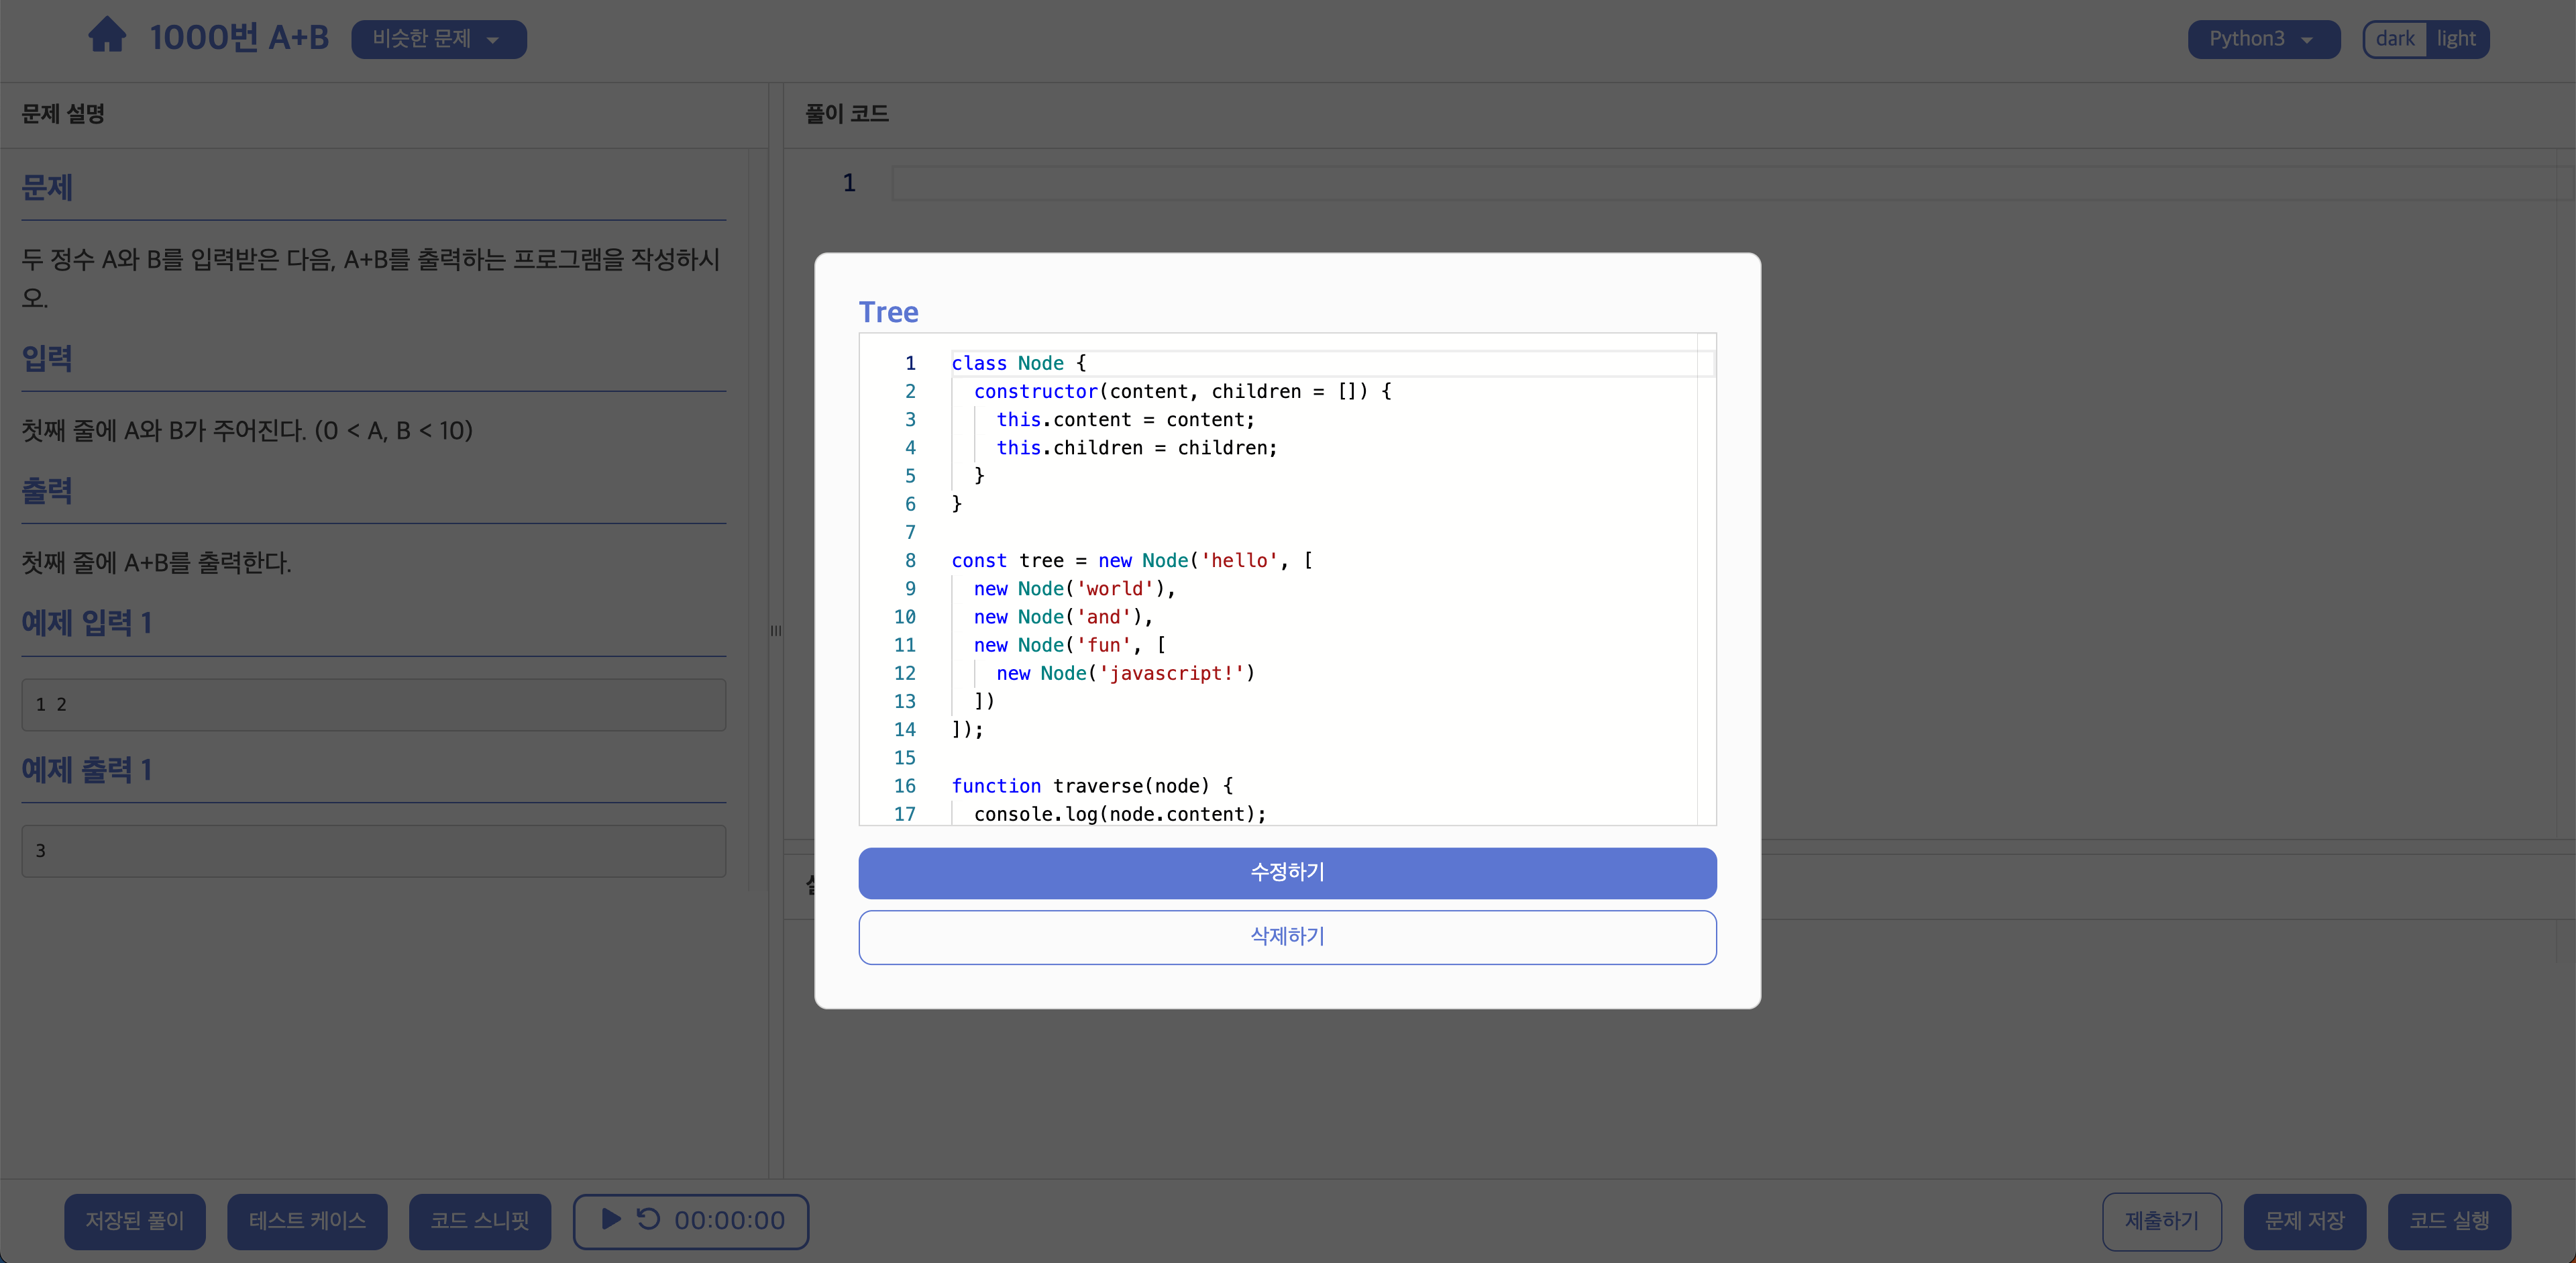 1000번 A+B
비슷한 문제
Python3
dark
light
문제 설명
문제
두 정수 A와 B를 입력받은 다음, A+B를 출력하는 프로그램을 작성하시
오.
입력
첫째 줄에 A와 B가 주어진다. (0 < A, B < 10)
출력
첫째 줄에 A+B를 출력한다.
예제 입력 1
1 2
예제 출력 1
3
풀이 코드
1
Tree
1 class Node {
2 constructor(content, children = []) {
3 this.content = content;
4 this.children = children;
5 }
6 }
7
8 const tree = new Node('hello', [
9 new Node('world'),
10 new Node('and'),
11 new Node('fun', [
12 new Node('javascript!')
13 ])
14 ]);
15
16 function traverse(node) {
17 console.log(node.content);
수정하기
삭제하기
저장된 풀이
테스트 케이스
코드 스니핏
00:00:00
제출하기
문제 저장
코드 실행